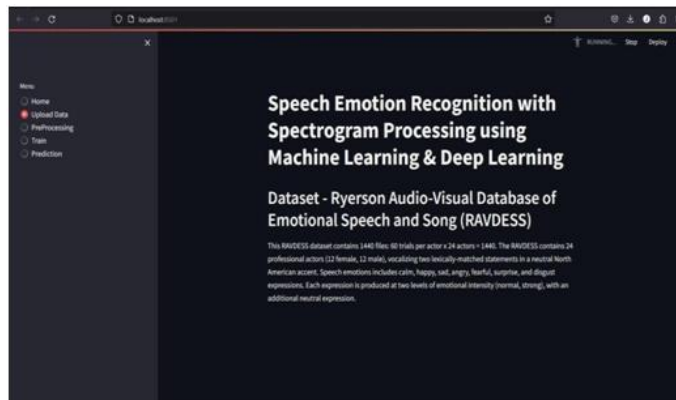 localhost:8501
RUNNING... Stop Deploy
Menu
Home
Upload Data
PreProcessing
Train
Prediction
Speech Emotion Recognition with
Spectrogram Processing using
Machine Learning & Deep Learning
Dataset - Ryerson Audio-Visual Database of
Emotional Speech and Song (RAVDESS)
This RAVDESS dataset contains 1440 files: 60 trials per actor x 24 actors = 1440. The RAVDESS contains 24
professional actors (12 female, 12 male), vocalizing two lexically-matched statements in a neutral North
American accent. Speech emotions includes calm, happy, sad, angry, fearful, surprise, and disgust
expressions. Each expression is produced at two levels of emotional intensity (normal, strong), with an
additional neutral expression.